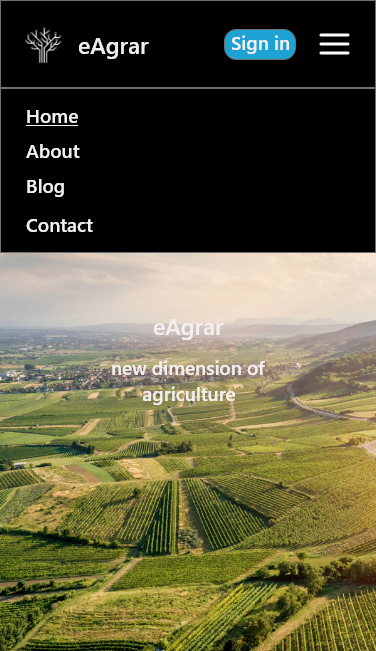 eAgrar
Sign in
Home
About
Blog
Contact
eAgrar
new dimension of
agriculture